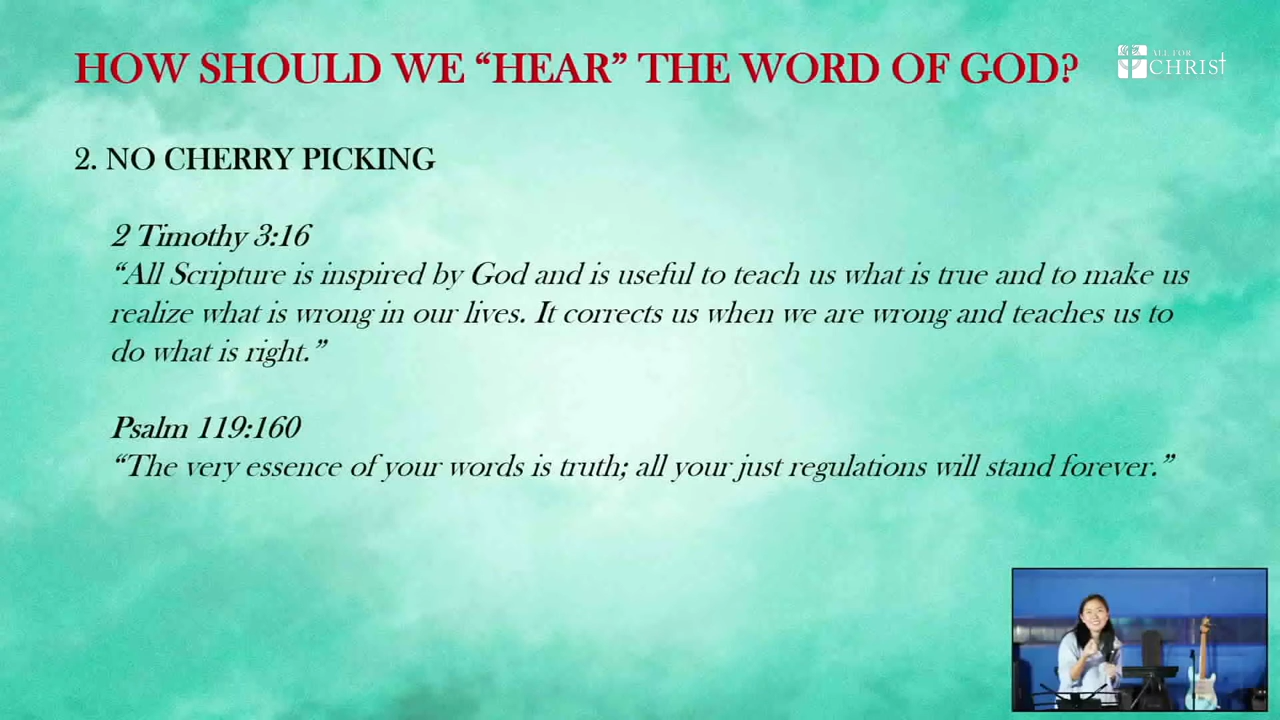 HOW SHOULD WE “HEAR” THE WORD OF GOD?
ALL FOR
CHRIST
2. NO CHERRY PICKING
2 Timothy 3:16
“All Scripture is inspired by God and is useful to teach us what is true and to make us
realize what is wrong in our lives. It corrects us when we are wrong and teaches us to
do what is right.”
Psalm 119:160
“The very essence of your words is truth; all your just regulations will stand forever.”